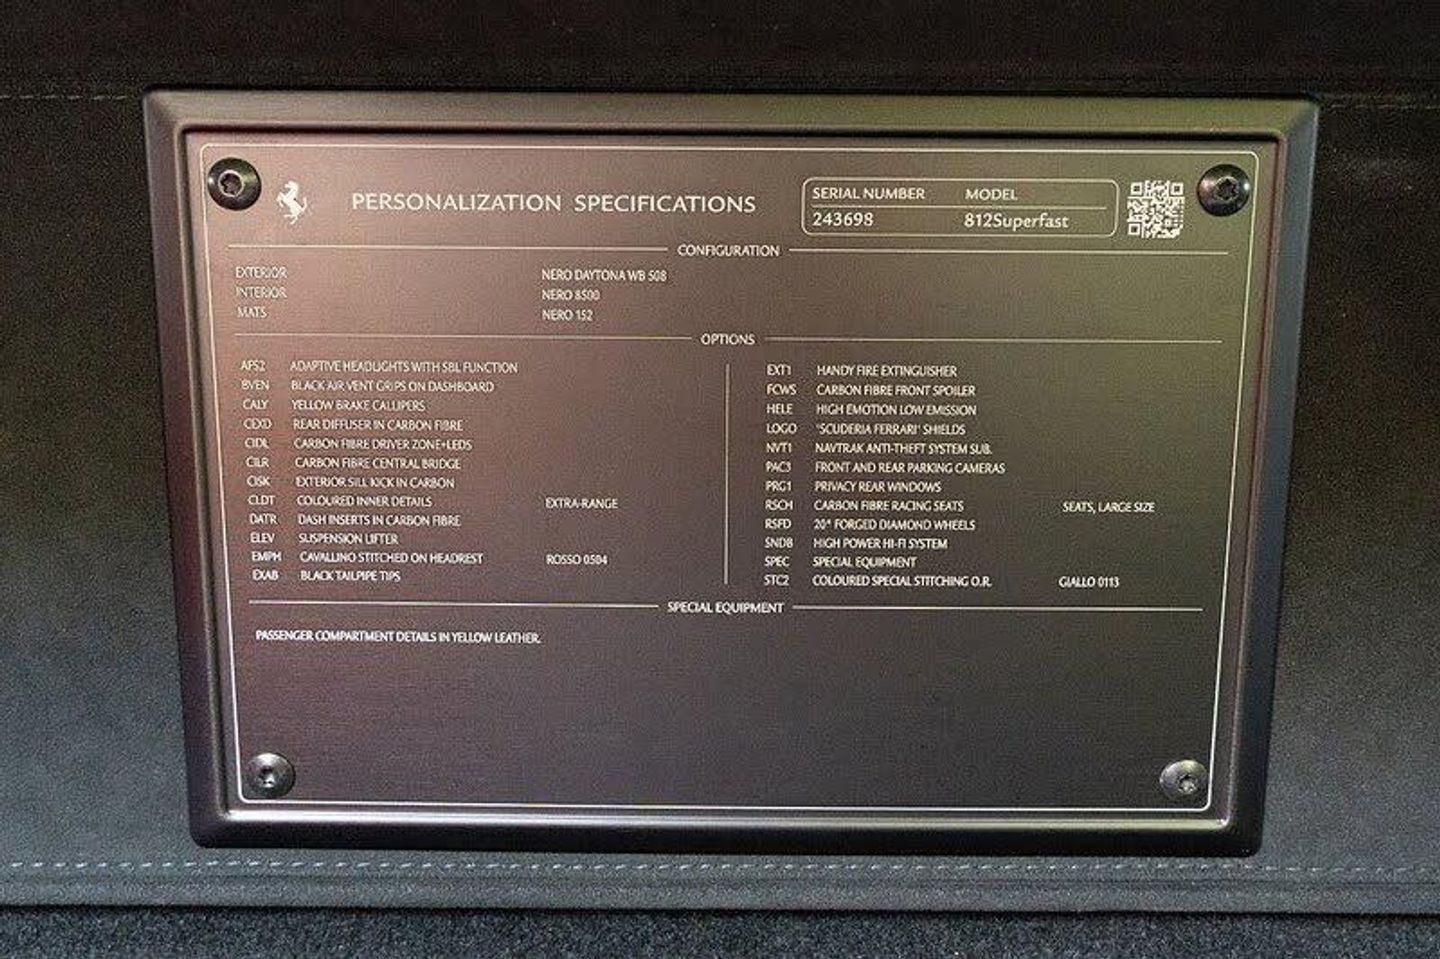 PERSONALIZATION SPECIFICATIONS
SERIAL NUMBER MODEL
243698 812Superfast
CONFIGURATION
EXTERIOR NERO DAYTONA WB 508
INTERIOR NERO 8500
MATS NERO 152
OPTIONS
AFS2 ADAPTIVE HEADLIGHTS WITH SBL FUNCTION
BVEN BLACK AIR VENT GRIPS ON DASHBOARD
CALY YELLOW BRAKE CALLIPERS
CEXD REAR DIFFUSER IN CARBON FIBRE
CIDL CARBON FIBRE DRIVER ZONE+LEDS
CILR CARBON FIBRE CENTRAL BRIDGE
CISK EXTERIOR SILL KICK IN CARBON
CLDT COLOURED INNER DETAILS EXTRA-RANGE
DATR DASH INSERTS IN CARBON FIBRE
ELEV SUSPENSION LIFTER
EMPH CAVALLINO STITCHED ON HEADREST ROSSO 0504
EXAB BLACK TAILPIPE TIPS
EXT1 HANDY FIRE EXTINGUISHER
FCWS CARBON FIBRE FRONT SPOILER
HELE HIGH EMOTION LOW EMISSION
LOGO 'SCUDERIA FERRARI' SHIELDS
NVT1 NAVTRAK ANTI-THEFT SYSTEM SUB.
PAC3 FRONT AND REAR PARKING CAMERAS
PRG1 PRIVACY REAR WINDOWS
RSCH CARBON FIBRE RACING SEATS SEATS, LARGE SIZE
RSFD 20" FORGED DIAMOND WHEELS
SNDB HIGH POWER HI-FI SYSTEM
SPEC SPECIAL EQUIPMENT
STC2 COLOURED SPECIAL STITCHING O.R. GIALLO 0113
SPECIAL EQUIPMENT
PASSENGER COMPARTMENT DETAILS IN YELLOW LEATHER.